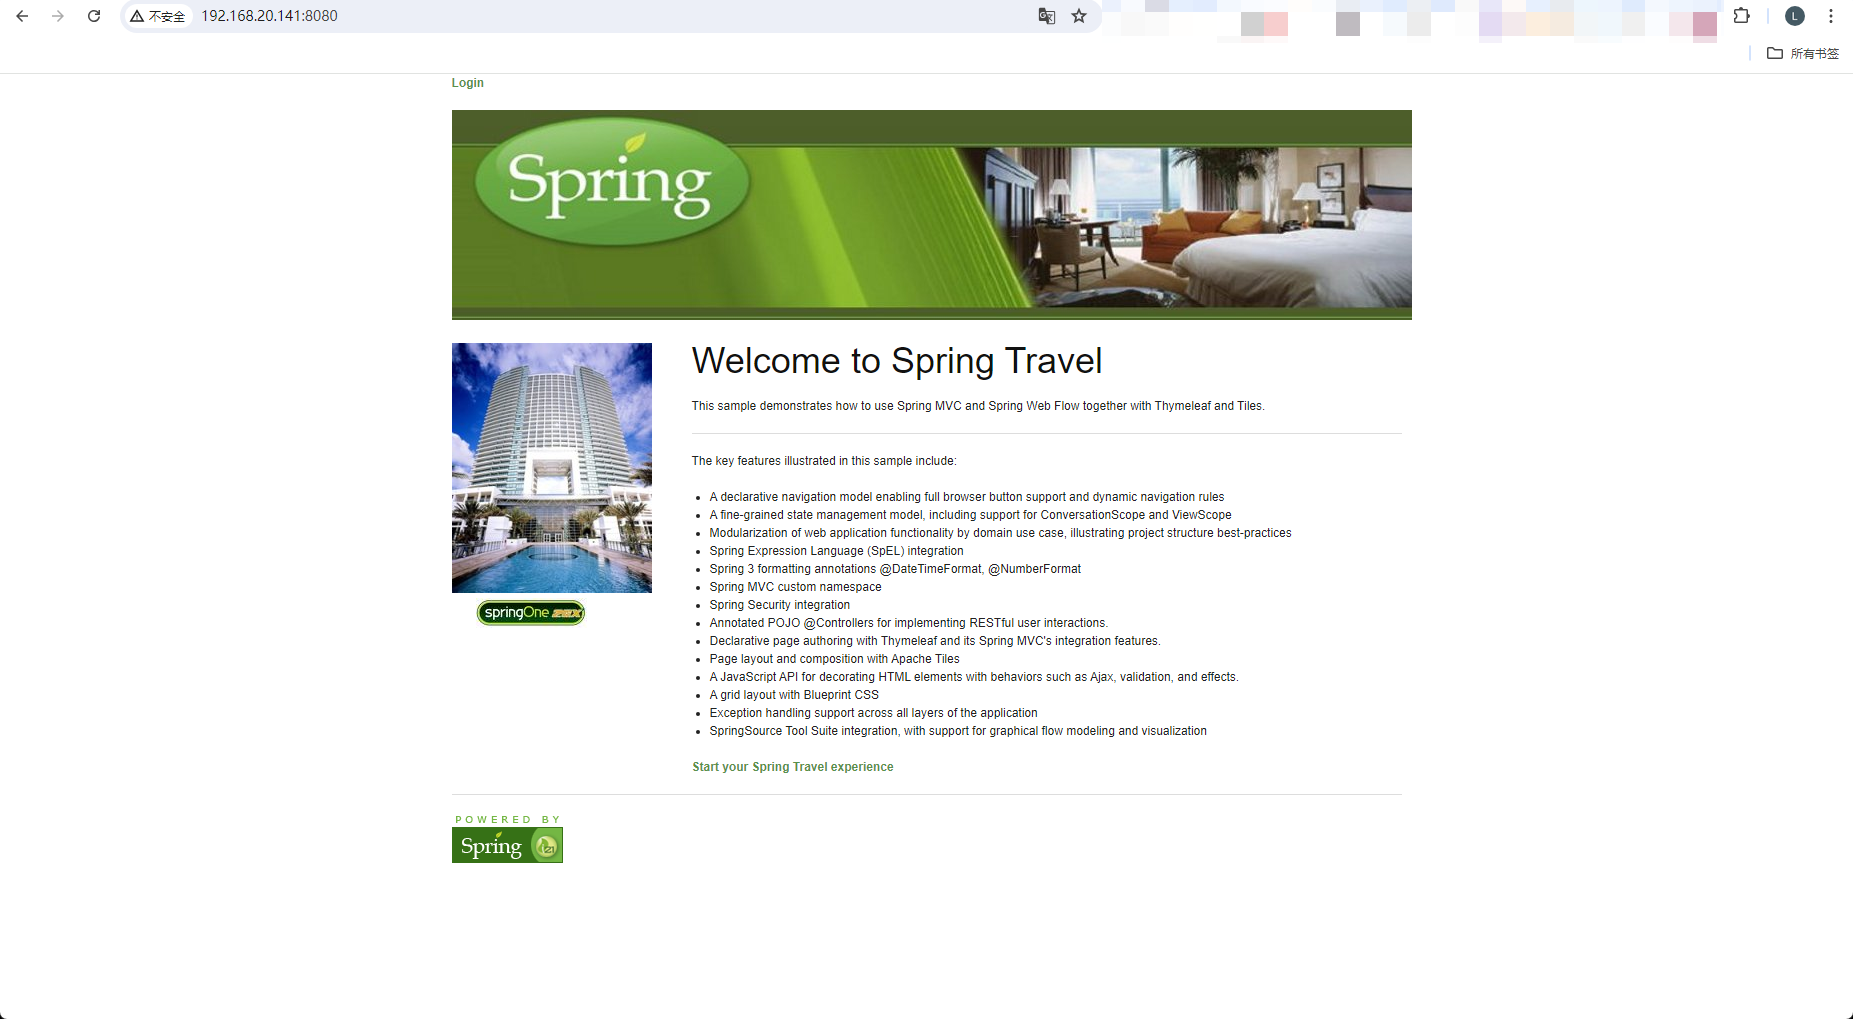 不安全
192.168.20.141:8080
L
所有书签
Login
Spring
Welcome to Spring Travel
This sample demonstrates how to use Spring MVC and Spring Web Flow together with Thymeleaf and Tiles.
The key features illustrated in this sample include:
A declarative navigation model enabling full browser button support and dynamic navigation rules
A fine-grained state management model, including support for ConversationScope and ViewScope
Modularization of web application functionality by domain use case, illustrating project structure best-practices
Spring Expression Language (SpEL) integration
Spring 3 formatting annotations @DateTimeFormat, @NumberFormat
Spring MVC custom namespace
Spring Security integration
Annotated POJO @Controllers for implementing RESTful user interactions.
Declarative page authoring with Thymeleaf and its Spring MVC's integration features.
Page layout and composition with Apache Tiles
A JavaScript API for decorating HTML elements with behaviors such as Ajax, validation, and effects.
A grid layout with Blueprint CSS
Exception handling support across all layers of the application
SpringSource Tool Suite integration, with support for graphical flow modeling and visualization
springOne 2GX
Start your Spring Travel experience
POWERED BY
Spring